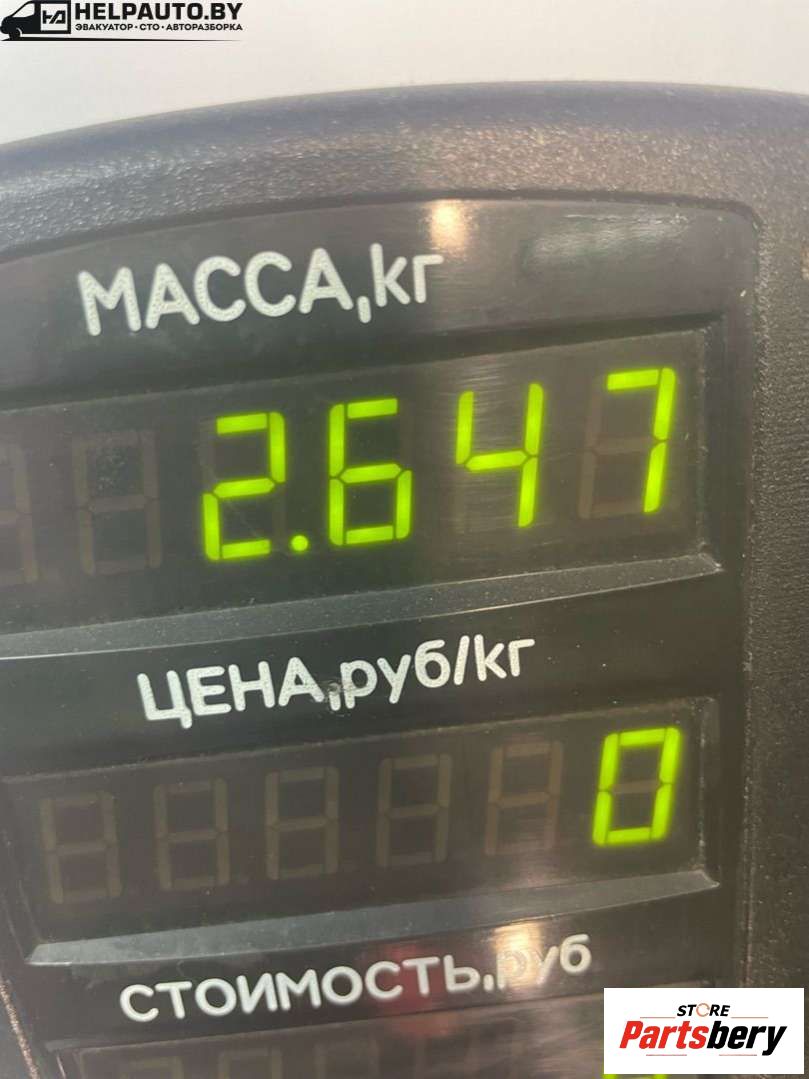 HELPAUTO.BY
ЭВАКУАТОР · СТО · АВТОРАЗБОРКА
МАССА,кг
2.647
ЦЕНА,руб/кг
0
СТОИМОСТЬ,руб
STORE
Partsbery